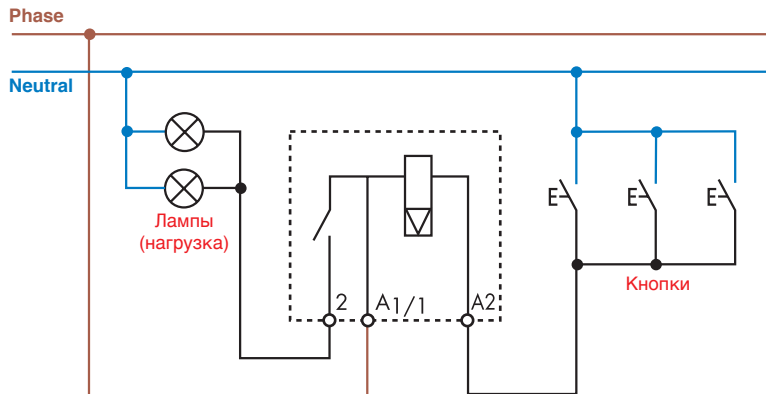 Phase
Neutral
Лампы
(нагрузка)
2
A1/1
A2
E
E
E
Кнопки